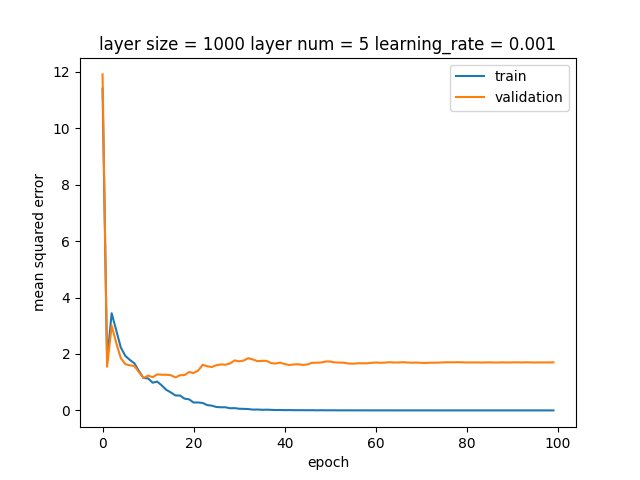 layer size = 1000 layer num = 5 learning_rate = 0.001
train
validation
mean squared error
12
10
8
6
4
2
0
0 20 40 60 80 100
epoch